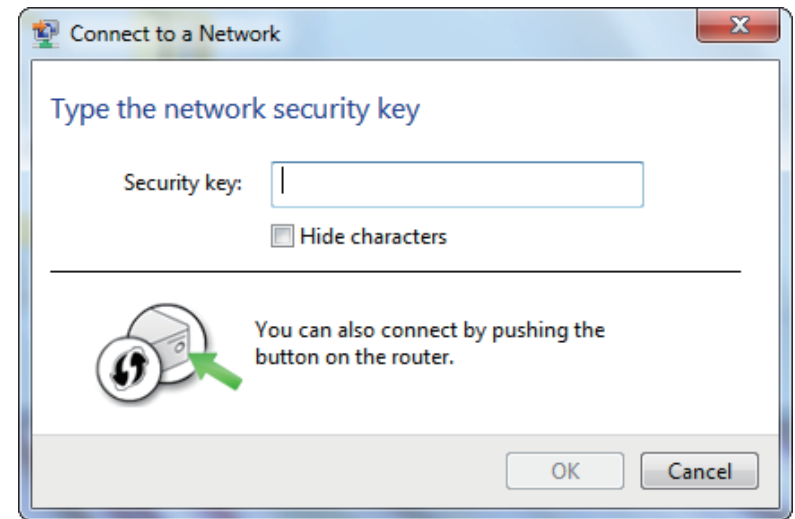 Connect to a Network
Type the network security key
Security key:
Hide characters
You can also connect by pushing the
button on the router.
OK
Cancel